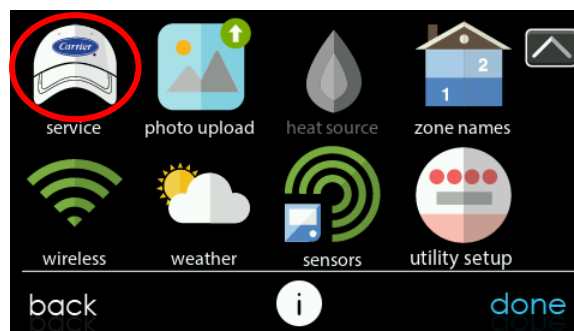 Carrier
2
1
service photo upload heat source zone names
wireless weather sensors utility setup
back i done